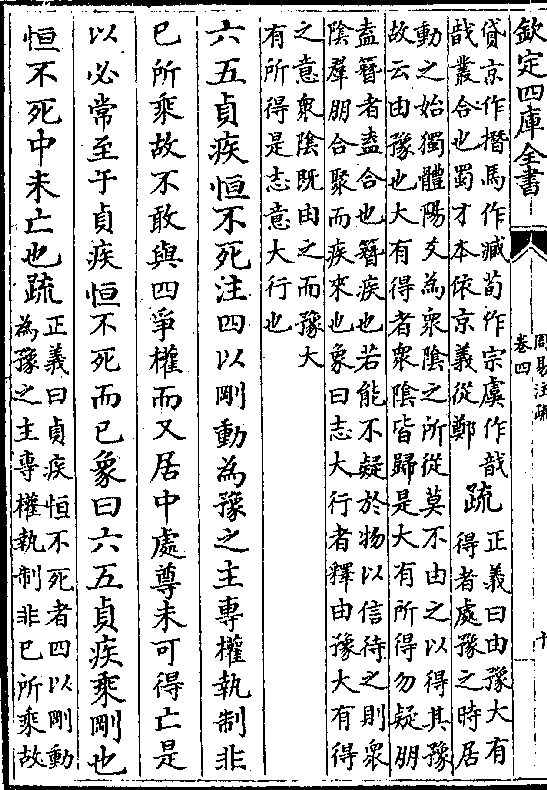 欽定四庫全書
周易注疏
卷四
貸京作撍馬作臧荀作宗虞作戠
戠叢合也蜀才本依京義從鄭
疏
正義曰由豫大有
得者處豫之時居
動之始獨體陽爻為衆陰之所從莫不由之以得其豫
故云由豫也大有得者衆陰皆歸是大有所得勿疑朋
盍簪者盍合也簪疾也若能不疑於物以信待之則衆
陰羣朋合聚而疾來也象曰志大行者釋由豫大有得
之意衆陰既由之而豫大
有所得是志意大行也
六五貞疾恒不死注四以剛動為豫之主專權執制非
已所乘故不敢與四爭權而又居中處尊未可得亡是
以必常至于貞疾恒不死而已象曰六五貞疾乘剛也
恒不死中未亡也疏
正義曰貞疾恒不死者四以剛動
為豫之主專權執制非已所乘故